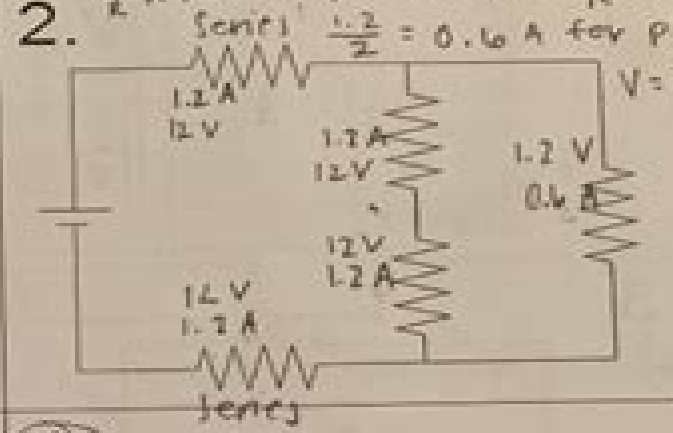 2.
Series 1.2/2 = 0.6 A for P
V =
1.2 A
12 V
1.2 A
12 V
1.2 V
0.6 A
12 V
1.2 A
12 V
1.2 A
Series